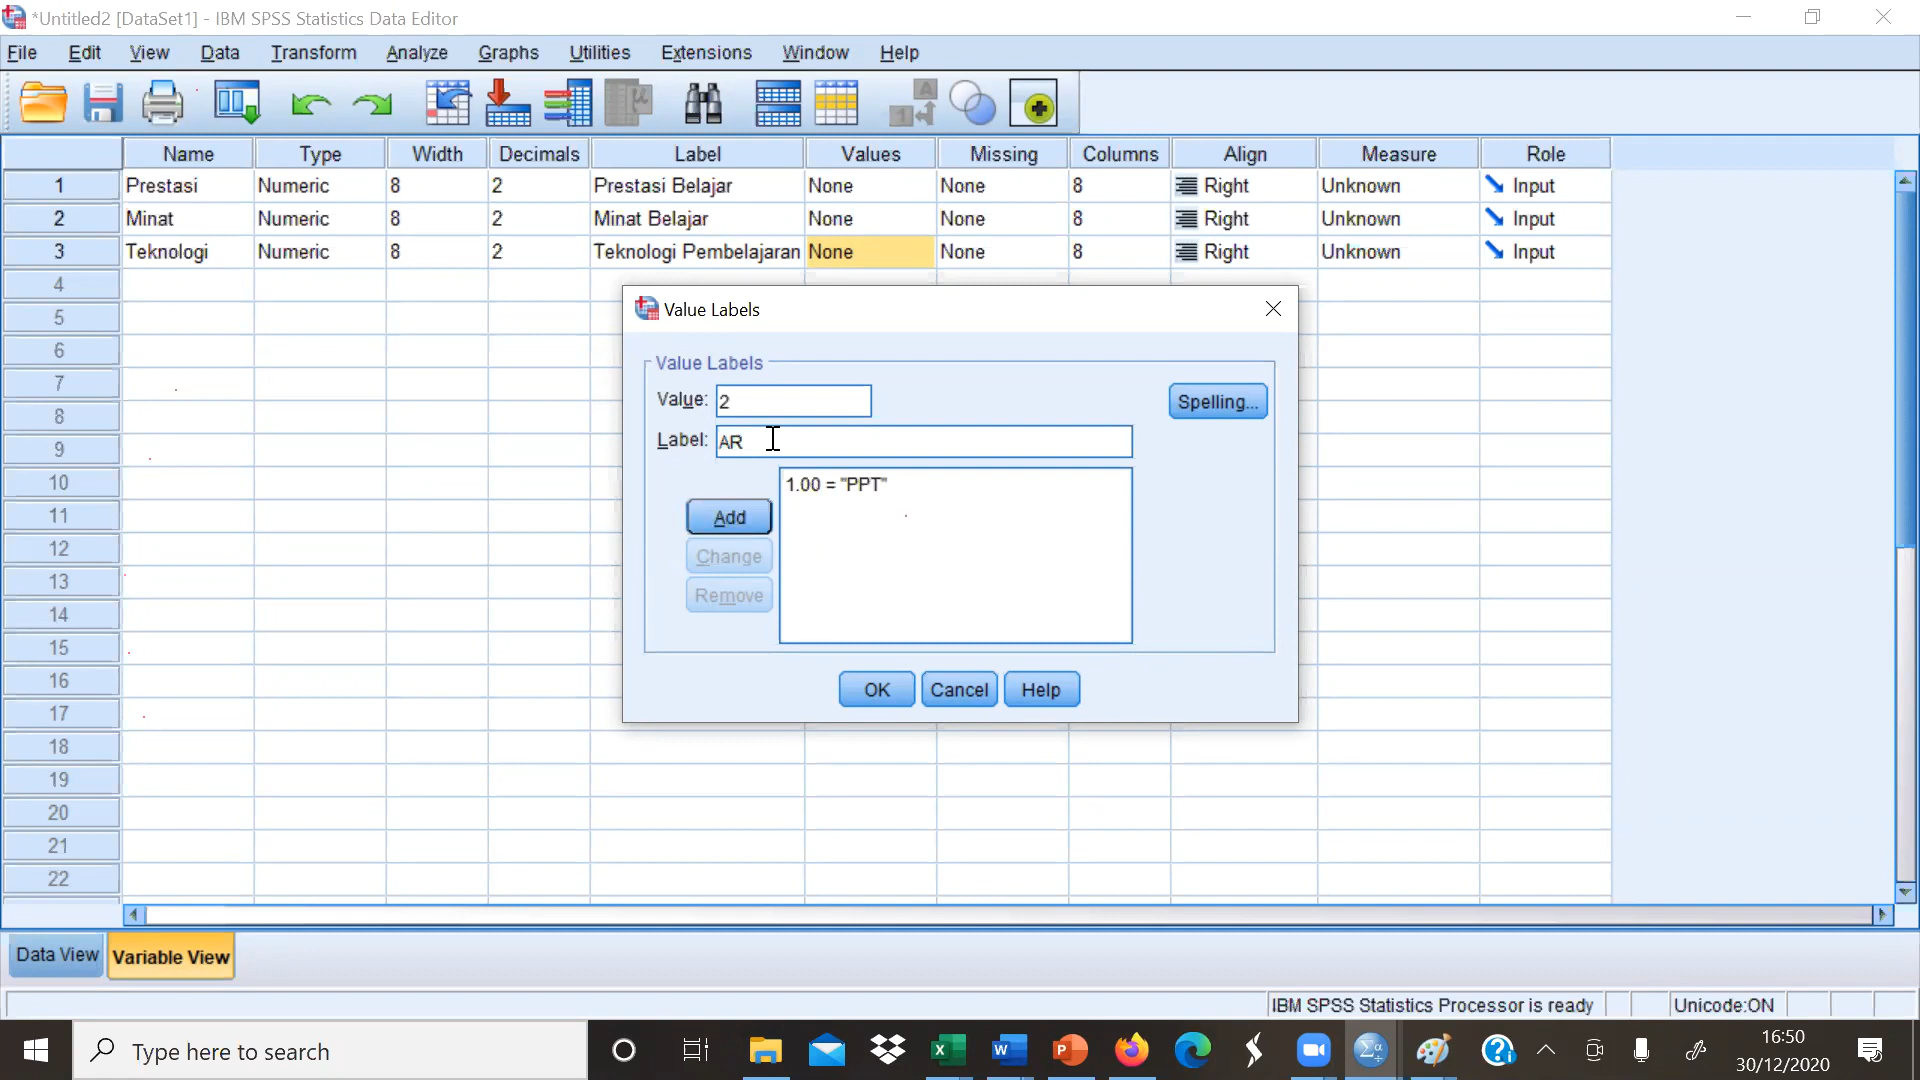 *Untitled2 [DataSet1] - IBM SPSS Statistics Data Editor
File Edit View Data Transform Analyze Graphs Utilities Extensions Window Help
Name Type Width Decimals Label Values Missing Columns Align Measure Role
1 Prestasi Numeric 8 2 Prestasi Belajar None None 8 Right Unknown Input
2 Minat Numeric 8 2 Minat Belajar None None 8 Right Unknown Input
3 Teknologi Numeric 8 2 Teknologi Pembelajaran None None 8 Right Unknown Input
4
5
6
7
8
9
10
11
12
13
14
15
16
17
18
19
20
21
22
Value Labels
Value Labels
Value: 2
Spelling...
Label: AR
1.00 = "PPT"
Add
Change
Remove
OK Cancel Help
Data View Variable View
IBM SPSS Statistics Processor is ready Unicode:ON
Type here to search
16:50
30/12/2020